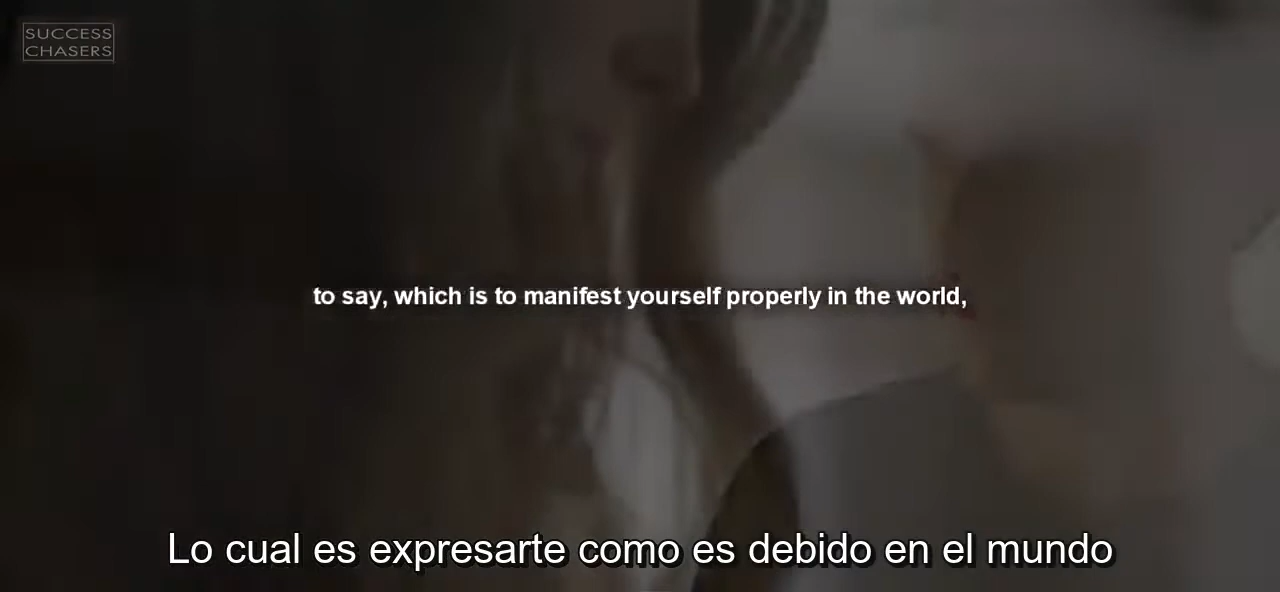 SUCCESS
CHASERS
to say, which is to manifest yourself properly in the world,
Lo cual es expresarte como es debido en el mundo